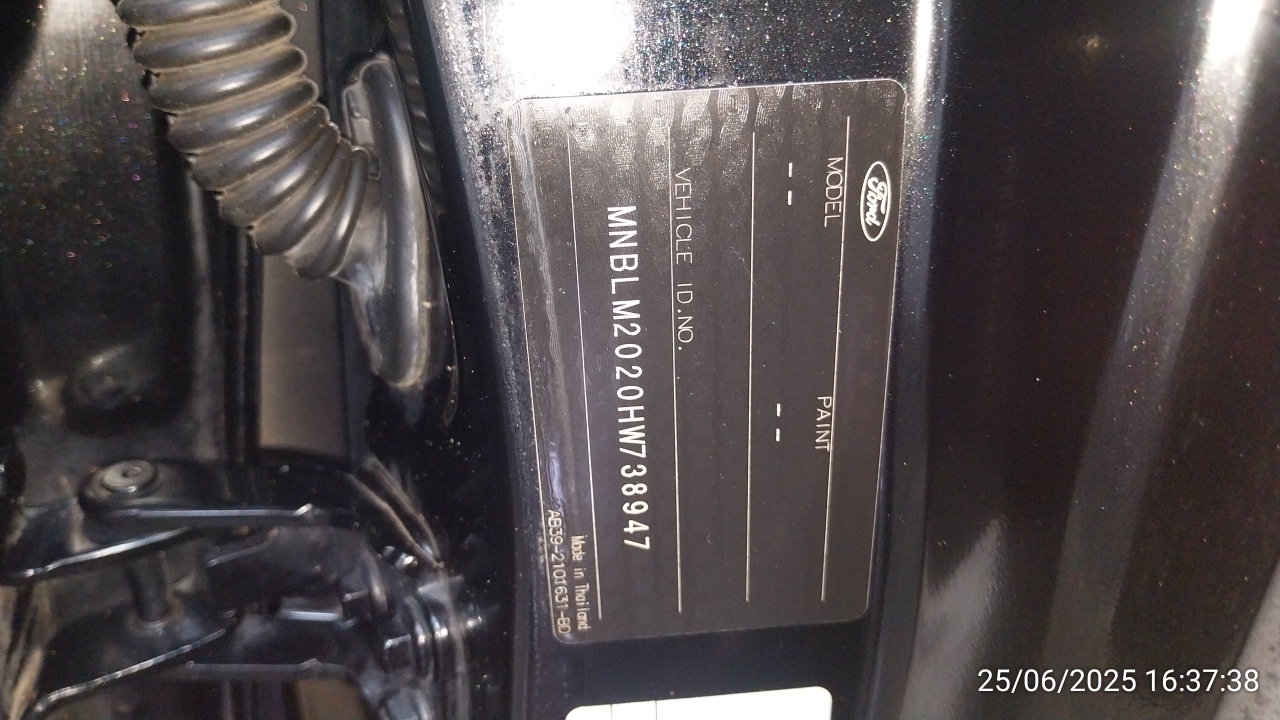 Ford
MODEL PAINT
-- --
VEHICLE ID.NO.
MNBLM2020HW738947
Made in Thailand
AB39-2101631-BD
25/06/2025 16:37:38